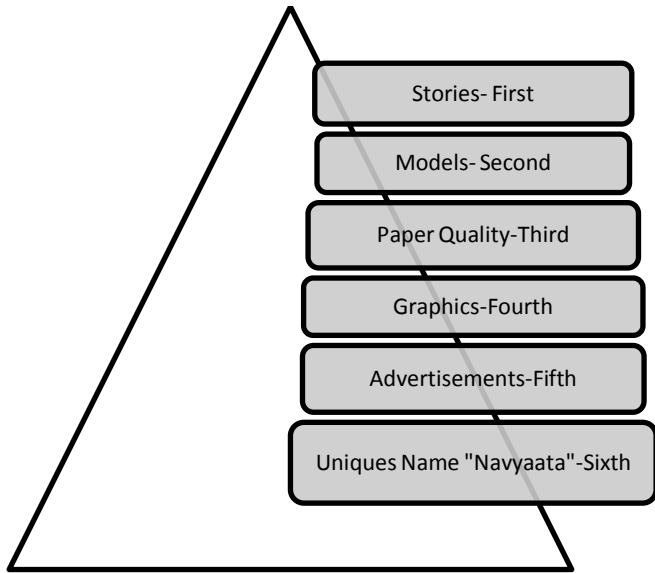 Stories- First
Models- Second
Paper Quality-Third
Graphics-Fourth
Advertisements-Fifth
Uniques Name "Navyaata"-Sixth